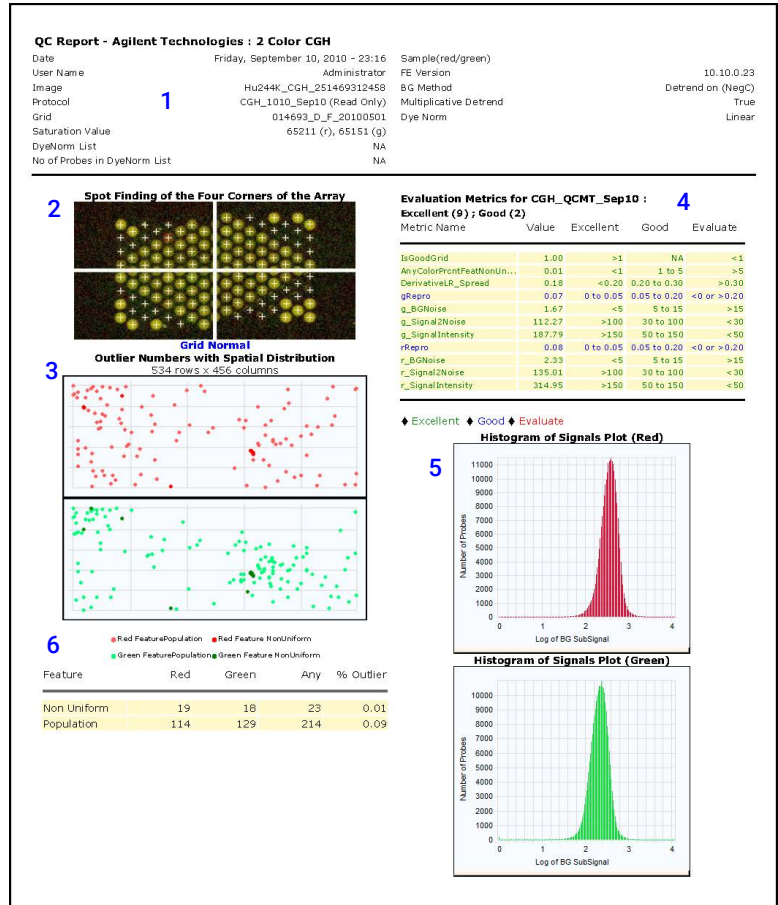 QC Report - Agilent Technologies : 2 Color CGH
Date Friday, September 10, 2010 - 23:16 Sample(red/green)
User Name Administrator FE Version 10.10.0.23
Image Hu244K_CGH_251469312458 BG Method Detrend on (NegC)
Protocol CGH_1010_Sep10 (Read Only) Multiplicative Detrend True
Grid 014693_D_F_20100501 Dye Norm Linear
Saturation Value 65211 (r), 65151 (g)
DyeNorm List NA
No of Probes in DyeNorm List NA
1
2
Spot Finding of the Four Corners of the Array
Grid Normal
3
Outlier Numbers with Spatial Distribution
534 rows x 456 columns
Red FeaturePopulation Red Feature NonUniform
Green FeaturePopulation Green Feature NonUniform
6
Feature Red Green Any % Outlier
Non Uniform 19 18 23 0.01
Population 114 129 214 0.09
4
Evaluation Metrics for CGH_QCMT_Sep10 :
Excellent (9) ; Good (2)
Metric Name Value Excellent Good Evaluate
IsGoodGrid 1.00 >1 NA <1
AnyColorPrcntFeatNonUn... 0.01 <1 1 to 5 >5
DerivativeLR_Spread 0.18 <0.20 0.20 to 0.30 >0.30
gRepro 0.07 0 to 0.05 0.05 to 0.20 <0 or >0.20
g_BGNoise 1.67 <5 5 to 15 >15
g_Signal2Noise 112.27 >100 30 to 100 <30
g_SignalIntensity 187.79 >150 50 to 150 <50
rRepro 0.08 0 to 0.05 0.05 to 0.20 <0 or >0.20
r_BGNoise 2.33 <5 5 to 15 >15
r_Signal2Noise 135.01 >100 30 to 100 <30
r_SignalIntensity 314.95 >150 50 to 150 <50
♦ Excellent ♦ Good ♦ Evaluate
5
Histogram of Signals Plot (Red)
Number of Probes
11000
10000
9000
8000
7000
6000
5000
4000
3000
2000
1000
0
0 1 2 3 4
Log of BG SubSignal
Histogram of Signals Plot (Green)
Number of Probes
10000
9000
8000
7000
6000
5000
4000
3000
2000
1000
0
0 1 2 3 4
Log of BG SubSignal